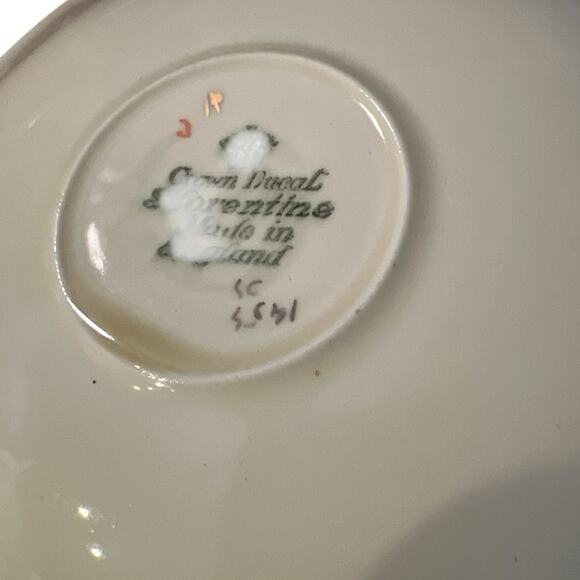 R
Crown Ducal
Florentine
Made in
England